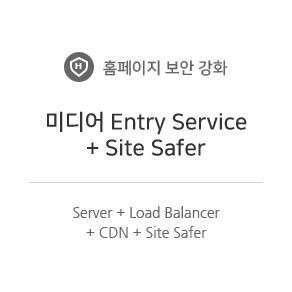 H 홈페이지 보안 강화
미디어 Entry Service
+ Site Safer
Server + Load Balancer
+ CDN + Site Safer